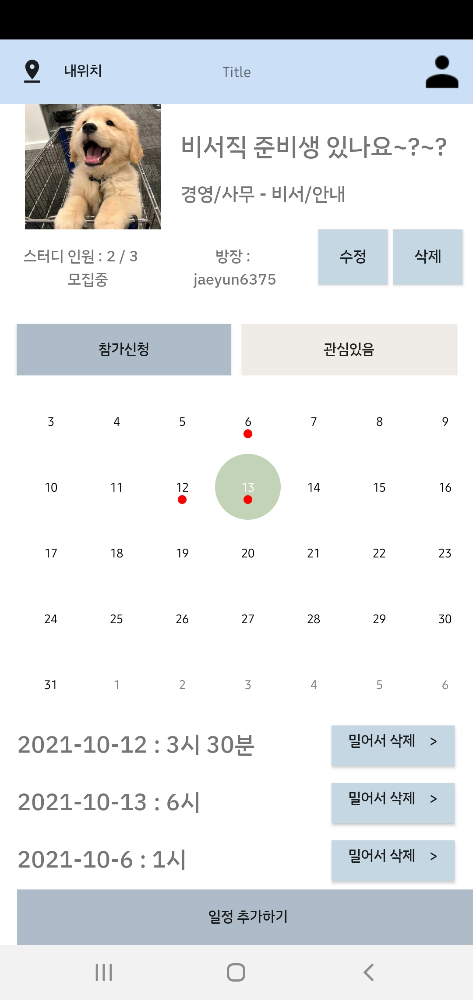 내위치 Title
비서직 준비생 있나요~?~?
경영/사무 - 비서/안내
스터디 인원 : 2 / 3
모집중
방장 :
jaeyun6375
수정 삭제
참가신청 관심있음
3 4 5 6 7 8 9
10 11 12 13 14 15 16
17 18 19 20 21 22 23
24 25 26 27 28 29 30
31 1 2 3 4 5 6
2021-10-12 : 3시 30분 밀어서 삭제 >
2021-10-13 : 6시 밀어서 삭제 >
2021-10-6 : 1시 밀어서 삭제 >
일정 추가하기